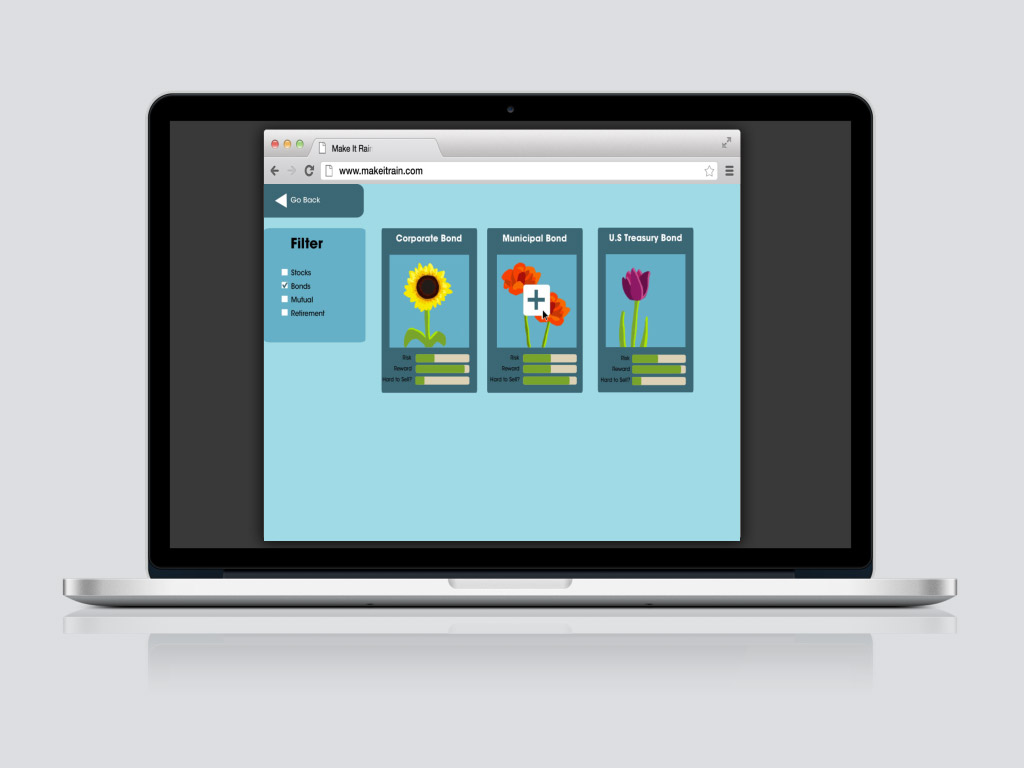 Make It Rai
www.makeitrain.com
Go Back
Filter
Stocks
Bonds
Mutual
Retirement
Corporate Bond
Risk
Reward
Hard to Sell?
Municipal Bond
Risk
Reward
Hard to Sell?
U.S Treasury Bond
Risk
Reward
Hard to Sell?